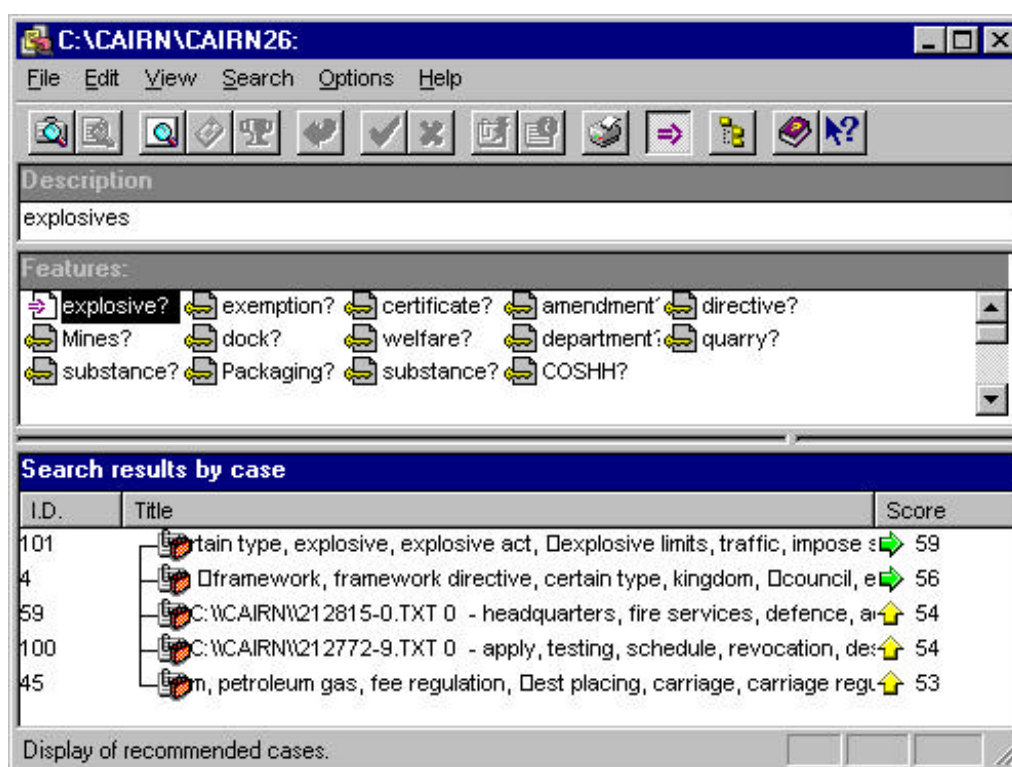 C:\CAIRN\CAIRN26:
File Edit View Search Options Help
Description
explosives
Features:
explosive? exemption? certificate? amendment directive?
Mines? dock? welfare? department? quarry?
substance? Packaging? substance? COSHH?
Search results by case
I.D. Title Score
101 rtain type, explosive, explosive act, □explosive limits, traffic, impose s 59
4 □framework, framework directive, certain type, kingdom, □council, e 56
59 C:\\CAIRN\\212815-0.TXT 0 - headquarters, fire services, defence, a 54
100 C:\\CAIRN\\212772-9.TXT 0 - apply, testing, schedule, revocation, de 54
45 m, petroleum gas, fee regulation, □est placing, carriage, carriage regu 53
Display of recommended cases.